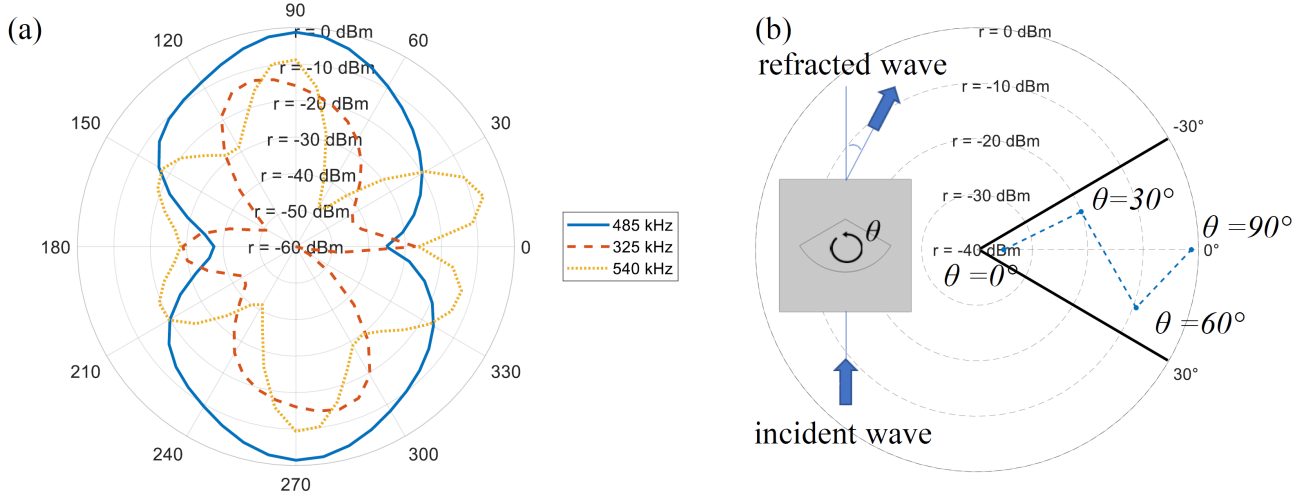 (a)
90
120
60
150
30
180
0
210
330
240
300
270
r = 0 dBm
r = -10 dBm
r = -20 dBm
r = -30 dBm
r = -40 dBm
r = -50 dBm
r = -60 dBm
485 kHz
325 kHz
540 kHz
(b)
r = 0 dBm
r = -10 dBm
r = -20 dBm
r = -30 dBm
r = -40 dBm
refracted wave
θ
incident wave
-30°
θ=30°
θ =90°
0°
θ =0°
θ =60°
30°